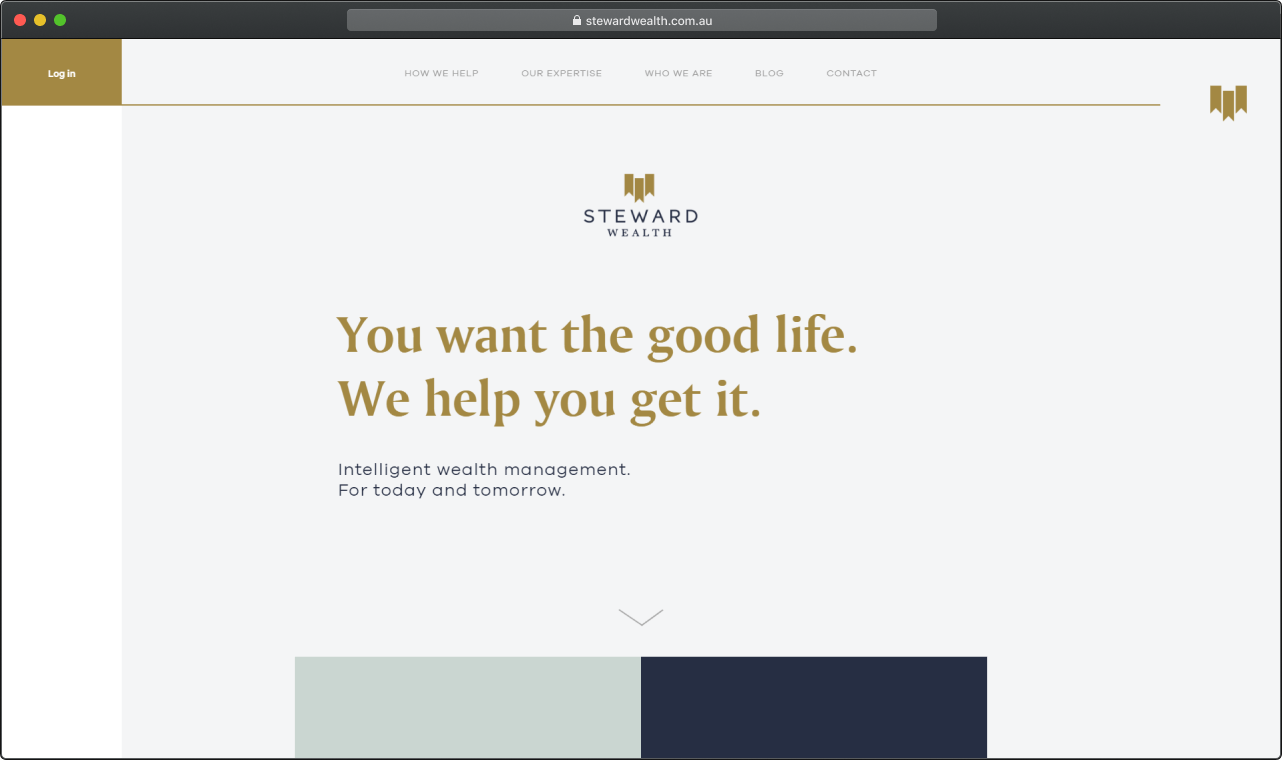 stewardwealth.com.au
Log in
HOW WE HELP OUR EXPERTISE WHO WE ARE BLOG CONTACT
STEWARD
WEALTH
You want the good life.
We help you get it.
Intelligent wealth management.
For today and tomorrow.